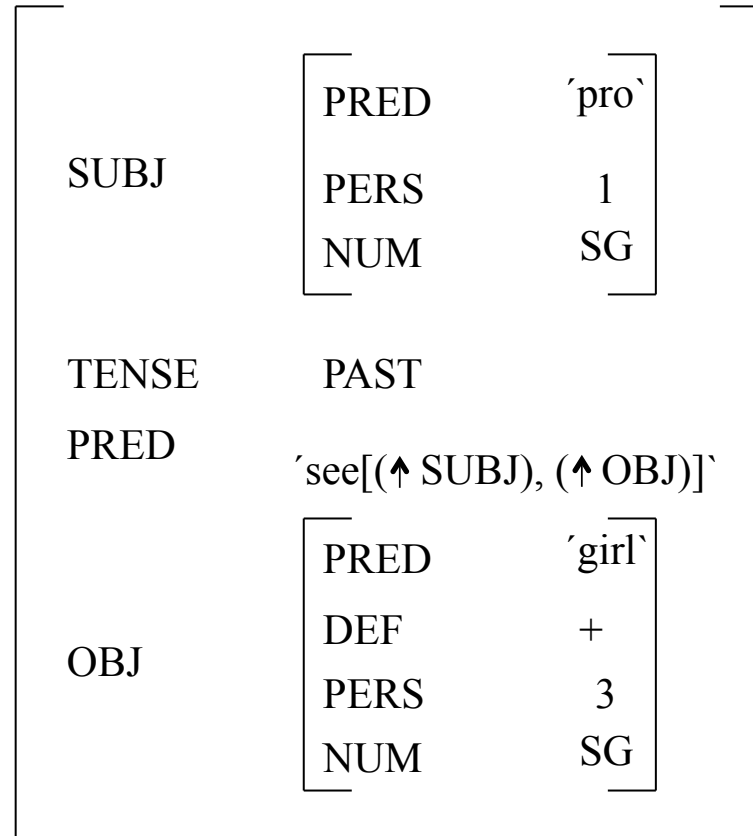 PRED ´pro`
SUBJ
PERS 1
NUM SG
TENSE PAST
PRED
´see[(↑ SUBJ), (↑ OBJ)]`
PRED ´girl`
DEF +
OBJ
PERS 3
NUM SG